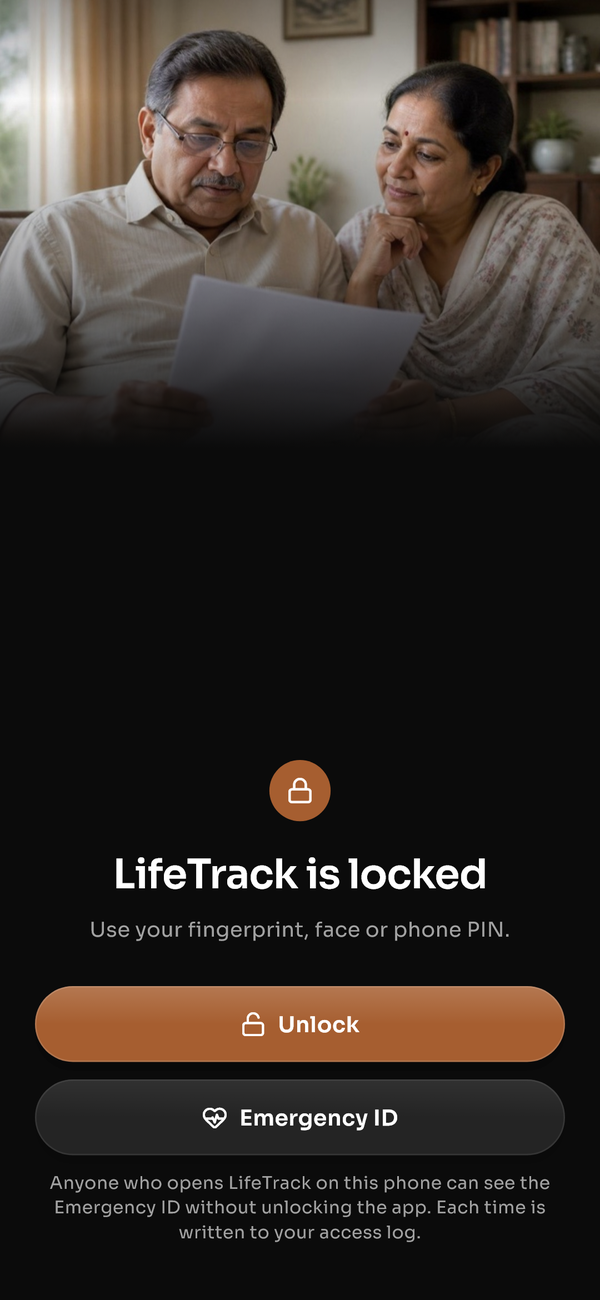 LifeTrack is locked
Use your fingerprint, face or phone PIN.
Unlock
Emergency ID
Anyone who opens LifeTrack on this phone can see the
Emergency ID without unlocking the app. Each time is
written to your access log.